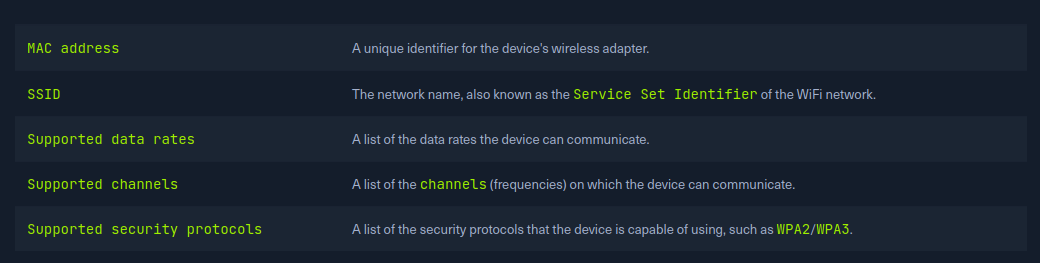 MAC address A unique identifier for the device's wireless adapter.
SSID The network name, also known as the Service Set Identifier of the WiFi network.
Supported data rates A list of the data rates the device can communicate.
Supported channels A list of the channels (frequencies) on which the device can communicate.
Supported security protocols A list of the security protocols that the device is capable of using, such as WPA2/WPA3.